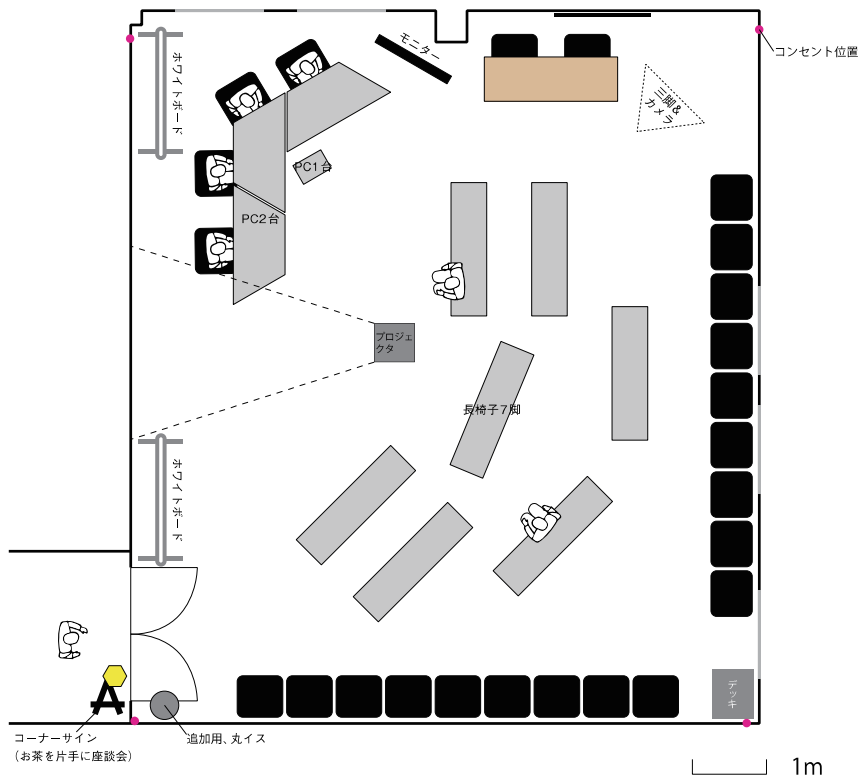 モニター
コンセント位置
ホワイトボード
三脚＆
カメラ
PC1台
PC2台
プロジェ
クタ
長椅子７脚
ホワイトボード
デッキ
コーナーサイン
（お茶を片手に座談会）
追加用、丸イス
1m